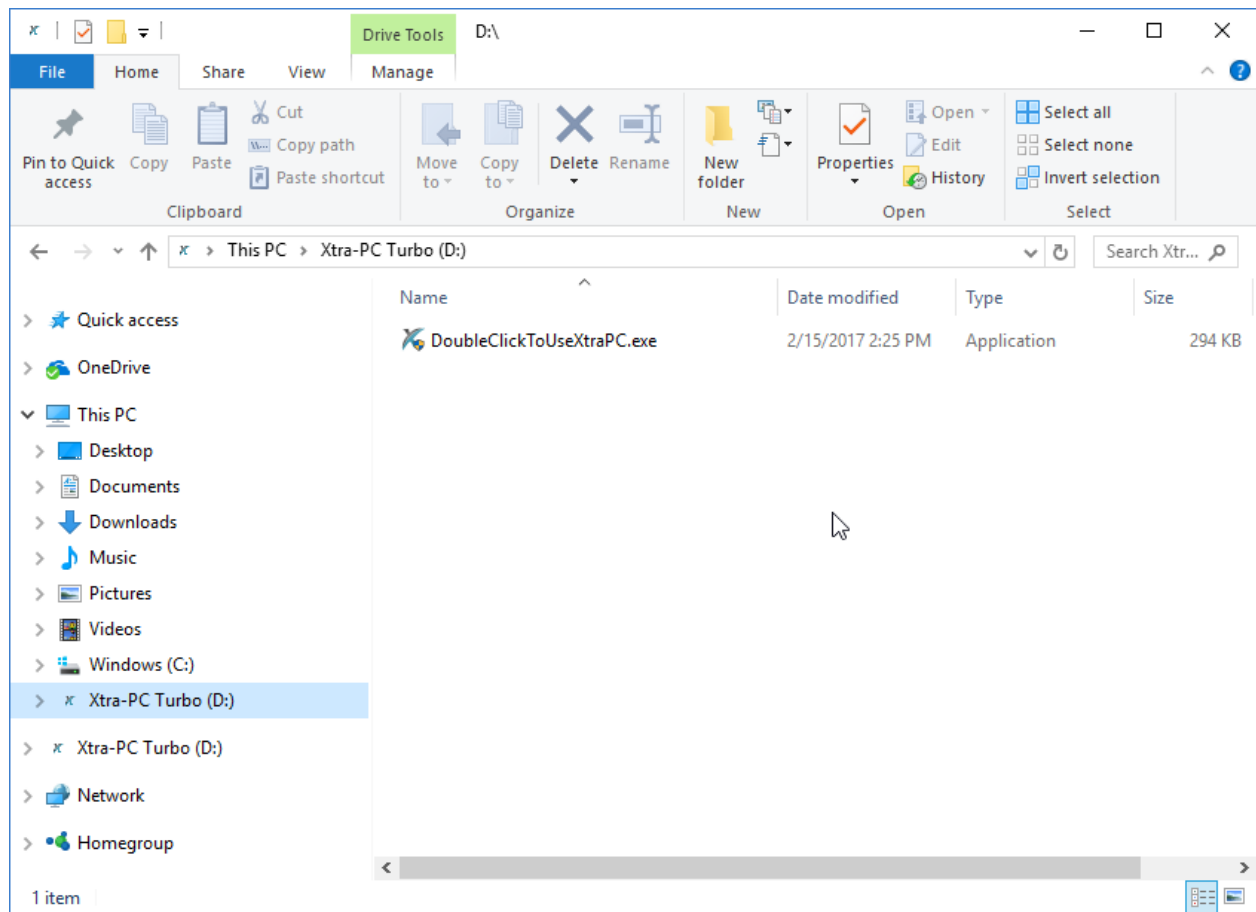 Drive Tools D:\
File Home Share View Manage
Pin to Quick access
Copy
Paste
Cut
Copy path
Paste shortcut
Clipboard
Move to
Copy to
Delete
Rename
Organize
New folder
New
Properties
Open
Edit
History
Open
Select all
Select none
Invert selection
Select
This PC Xtra-PC Turbo (D:)
Search Xtr...
Quick access
OneDrive
This PC
Desktop
Documents
Downloads
Music
Pictures
Videos
Windows (C:)
Xtra-PC Turbo (D:)
Xtra-PC Turbo (D:)
Network
Homegroup
Name Date modified Type Size
DoubleClickToUseXtraPC.exe 2/15/2017 2:25 PM Application 294 KB
1 item